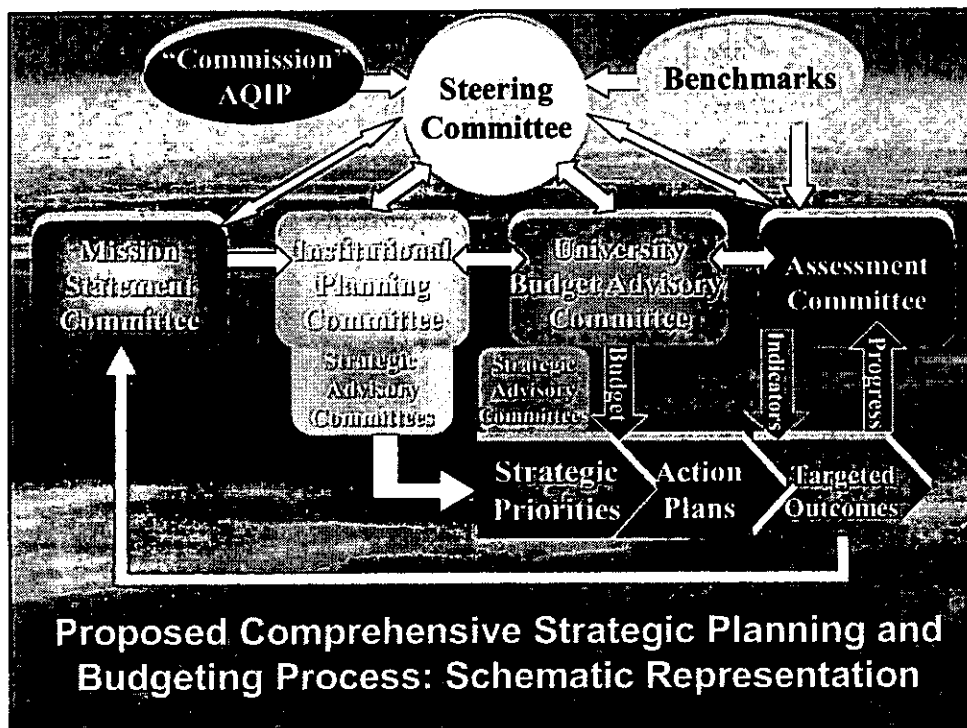 “Commission”
AQIP
Steering
Committee
Benchmarks
Mission
Statement
Committee
Institutional
Planning
Committee
University
Budget Advisory
Committee
Assessment
Committee
Strategic
Advisory
Committees
Strategic
Advisory
Committees
Budget
Indicators
Progress
Strategic
Priorities
Action
Plans
Targeted
Outcomes
Proposed Comprehensive Strategic Planning and
Budgeting Process: Schematic Representation